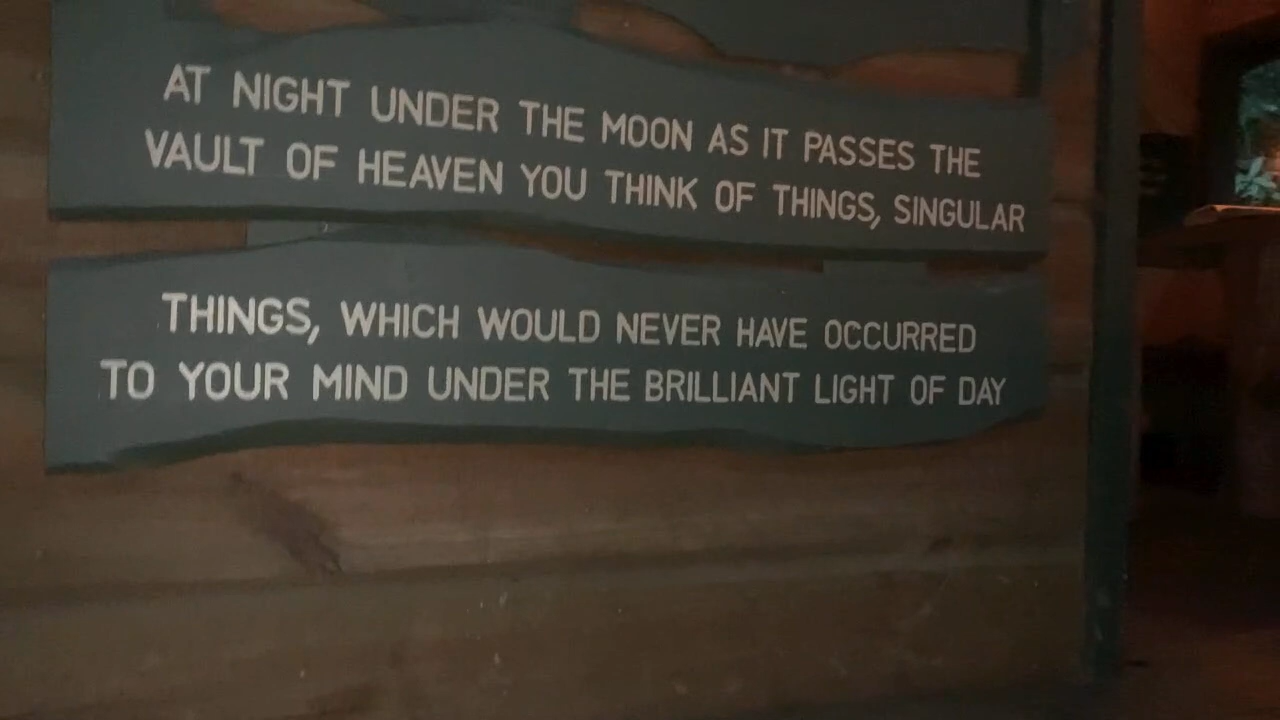 AT NIGHT UNDER THE MOON AS IT PASSES THE
VAULT OF HEAVEN YOU THINK OF THINGS, SINGULAR
THINGS, WHICH WOULD NEVER HAVE OCCURRED
TO YOUR MIND UNDER THE BRILLIANT LIGHT OF DAY